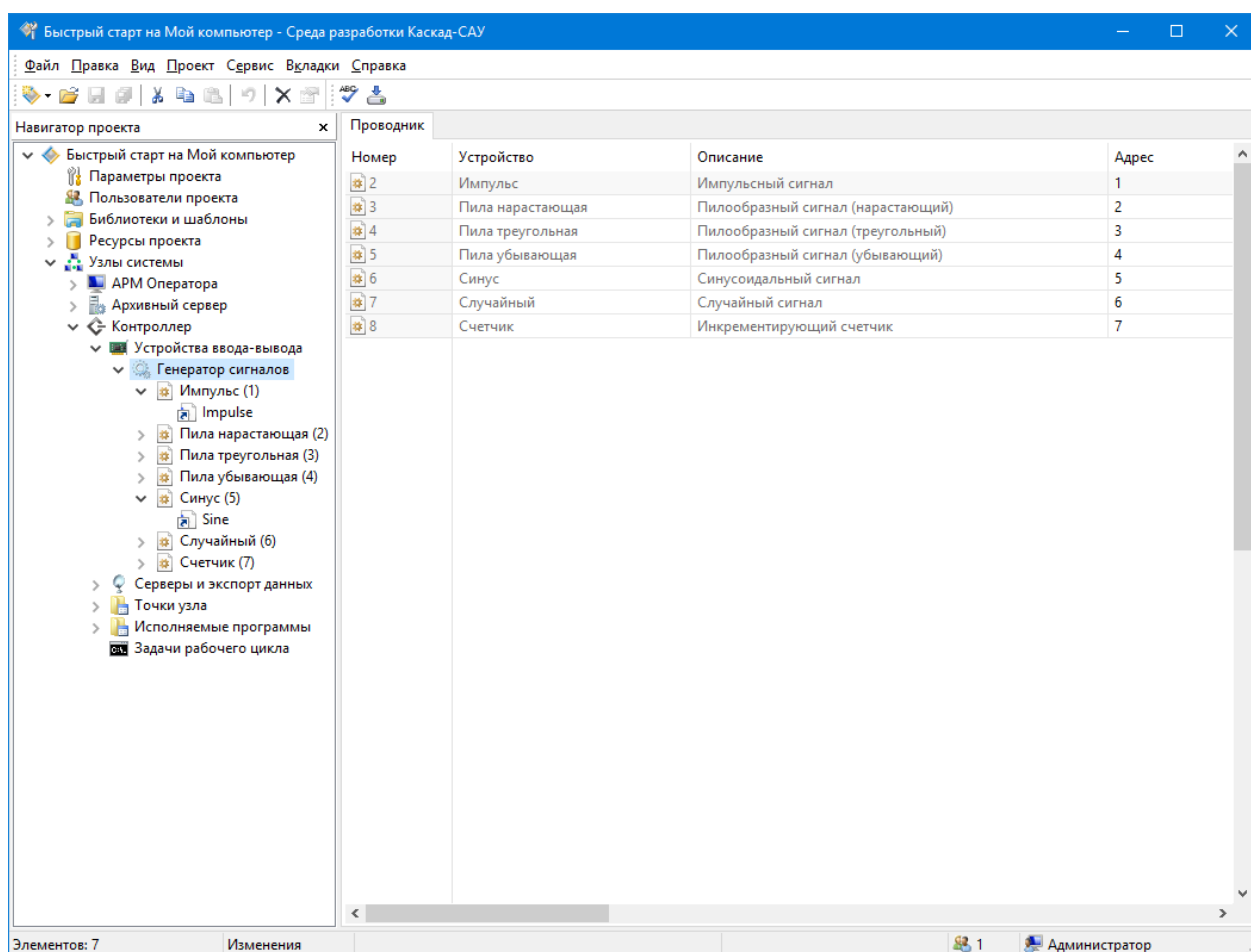 Быстрый старт на Мой компьютер - Среда разработки Каскад-САУ
Файл Правка Вид Проект Сервис Вкладки Справка
ABC
Навигатор проекта
Быстрый старт на Мой компьютер
Параметры проекта
Пользователи проекта
Библиотеки и шаблоны
Ресурсы проекта
Узлы системы
АРМ Оператора
Архивный сервер
Контроллер
Устройства ввода-вывода
Генератор сигналов
Импульс (1)
Impulse
Пила нарастающая (2)
Пила треугольная (3)
Пила убывающая (4)
Синус (5)
Sine
Случайный (6)
Счетчик (7)
Серверы и экспорт данных
Точки узла
Исполняемые программы
Задачи рабочего цикла
Проводник
Номер Устройство Описание Адрес
2 Импульс Импульсный сигнал 1
3 Пила нарастающая Пилообразный сигнал (нарастающий) 2
4 Пила треугольная Пилообразный сигнал (треугольный) 3
5 Пила убывающая Пилообразный сигнал (убывающий) 4
6 Синус Синусоидальный сигнал 5
7 Случайный Случайный сигнал 6
8 Счетчик Инкрементирующий счетчик 7
Элементов: 7 Изменения 1 Администратор